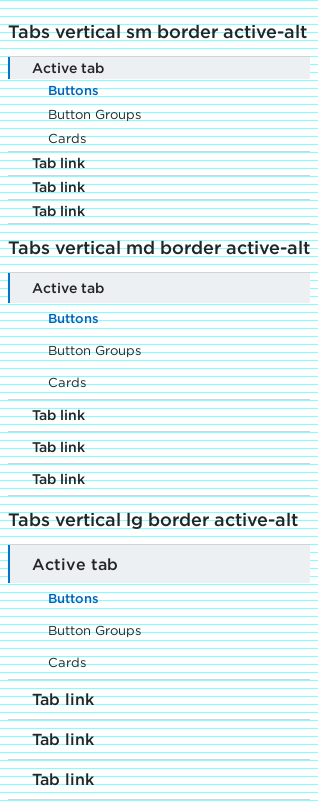 Tabs vertical sm border active-alt
Active tab
Buttons
Button Groups
Cards
Tab link
Tab link
Tab link
Tabs vertical md border active-alt
Active tab
Buttons
Button Groups
Cards
Tab link
Tab link
Tab link
Tabs vertical lg border active-alt
Active tab
Buttons
Button Groups
Cards
Tab link
Tab link
Tab link